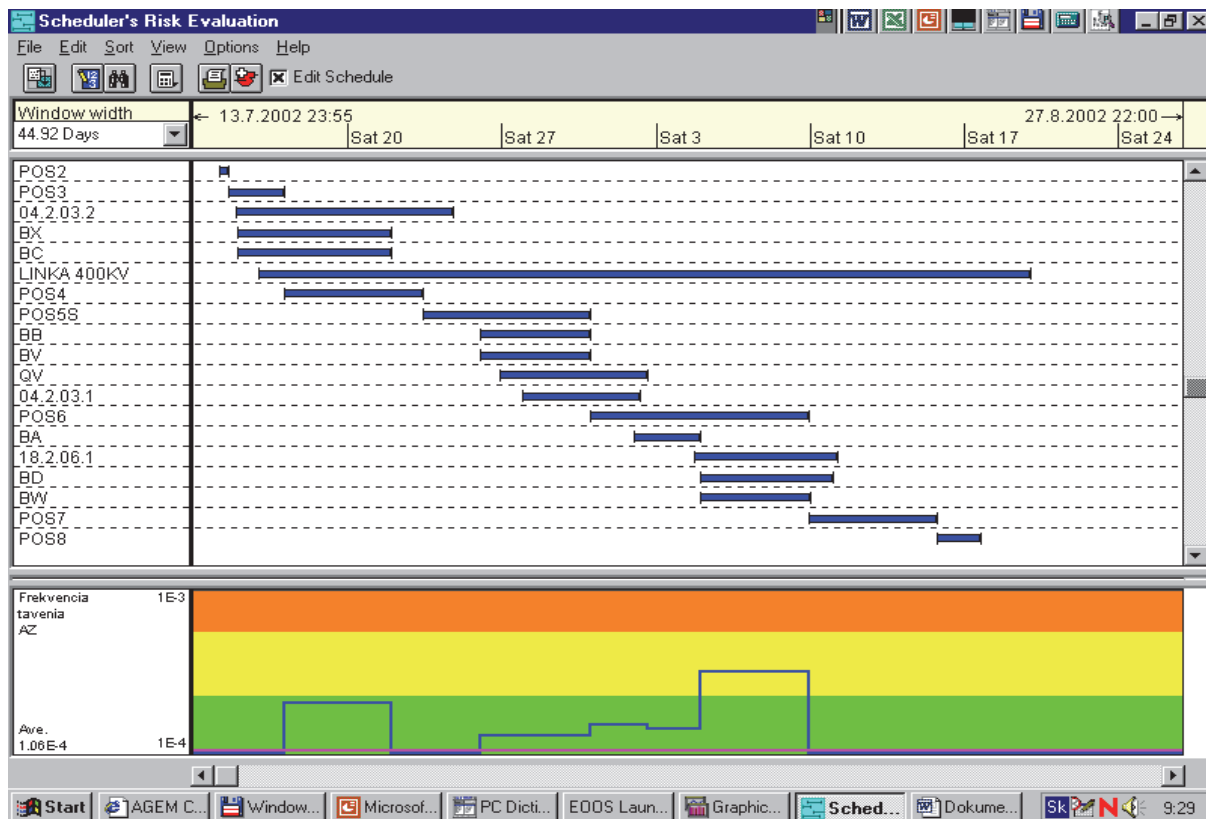 Scheduler's Risk Evaluation
File Edit Sort View Options Help
Edit Schedule
Window width
44.92 Days
← 13.7.2002 23:55
27.8.2002 22:00→
Sat 20 Sat 27 Sat 3 Sat 10 Sat 17 Sat 24
POS2
POS3
04.2.03.2
BX
BC
LINKA 400KV
POS4
POS5S
BB
BV
QV
04.2.03.1
POS6
BA
18.2.06.1
BD
BW
POS7
POS8
Frekvencia 1E-3
tavenia
AZ
Ave.
1.06E-4 1E-4
Start AGEM C... Window... Microsof... PC Dicti... EOOS Laun... Graphic... Sched... Dokume... Sk N 9:29